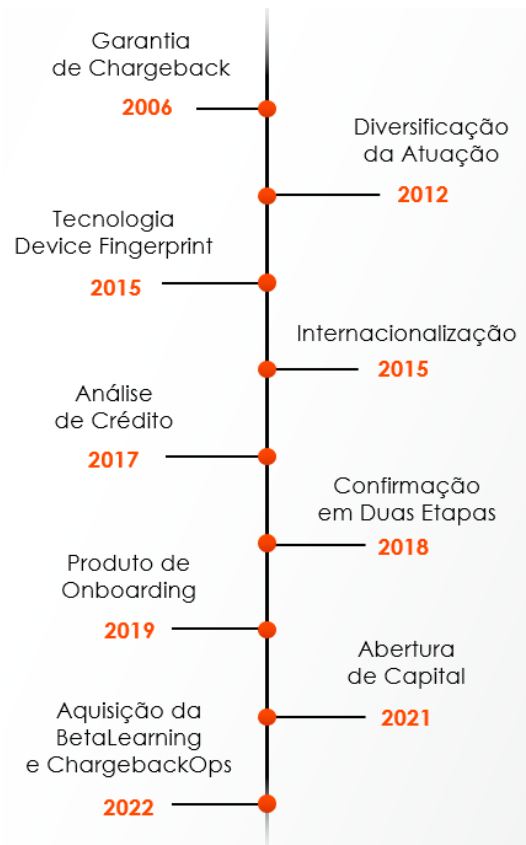 Garantia
de Chargeback
2006
Diversificação
da Atuação
2012
Tecnologia
Device Fingerprint
2015
Internacionalização
2015
Análise
de Crédito
2017
Confirmação
em Duas Etapas
2018
Produto de
Onboarding
2019
Abertura
de Capital
2021
Aquisição da
BetaLearning
e ChargebackOps
2022